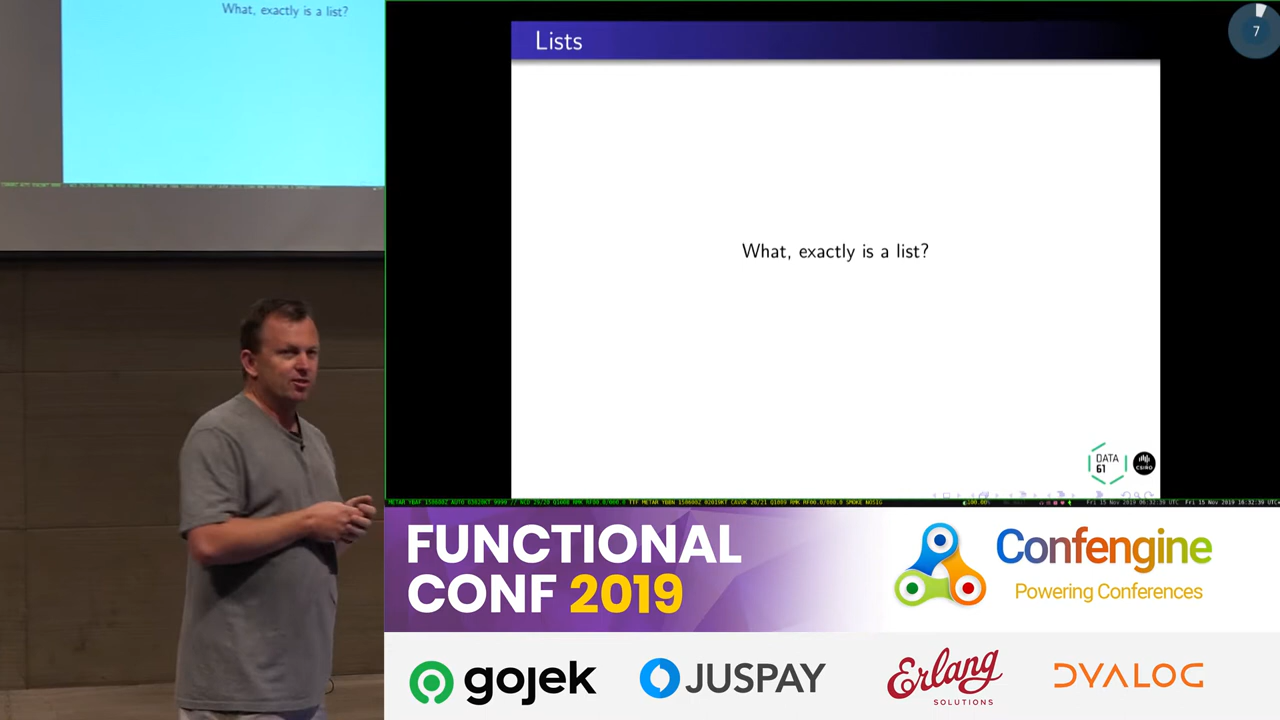 What, exactly is a list?
7
Lists
What, exactly is a list?
DATA
61
CSIRO
FUNCTIONAL
CONF 2019
Confengine
Powering Conferences
gojek
JUSPAY
Erlang
SOLUTIONS
DYALOG